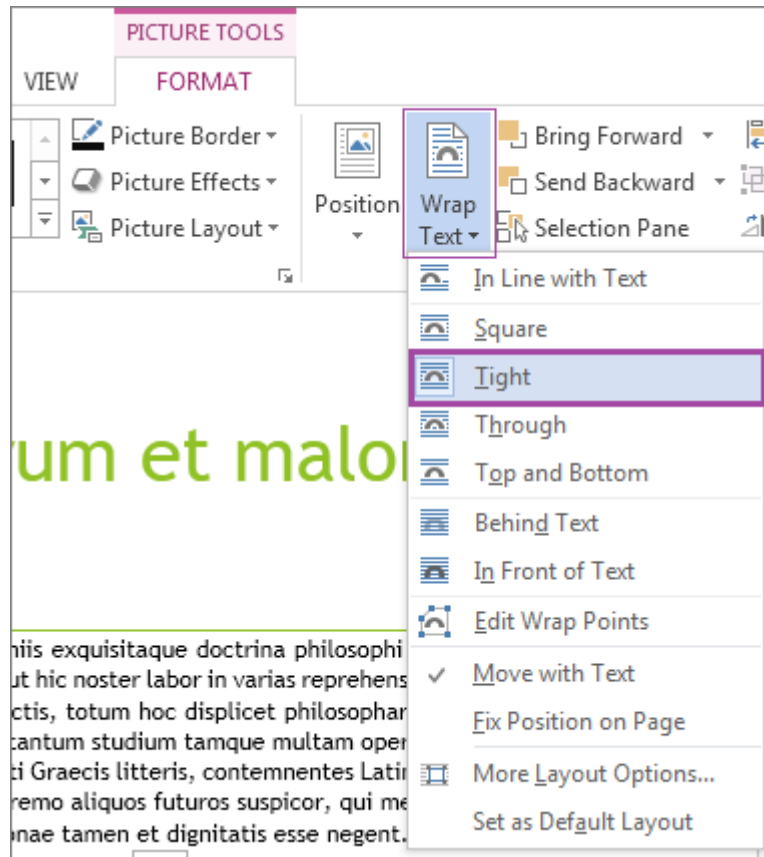 PICTURE TOOLS
VIEW FORMAT
Picture Border
Picture Effects
Picture Layout
Position
Wrap
Text
Bring Forward
Send Backward
Selection Pane
In Line with Text
Square
Tight
Through
Top and Bottom
Behind Text
In Front of Text
Edit Wrap Points
Move with Text
Fix Position on Page
More Layout Options...
Set as Default Layout
um et malo
iis exquisitaque doctrina philosophi
ut hic noster labor in varias reprehens
ctis, totum hoc displicet philosophar
tantum studium tamque multam oper
ti Graecis litteris, contemnentes Lati
remo aliquos futuros suspicor, qui me
nae tamen et dignitatis esse negent.